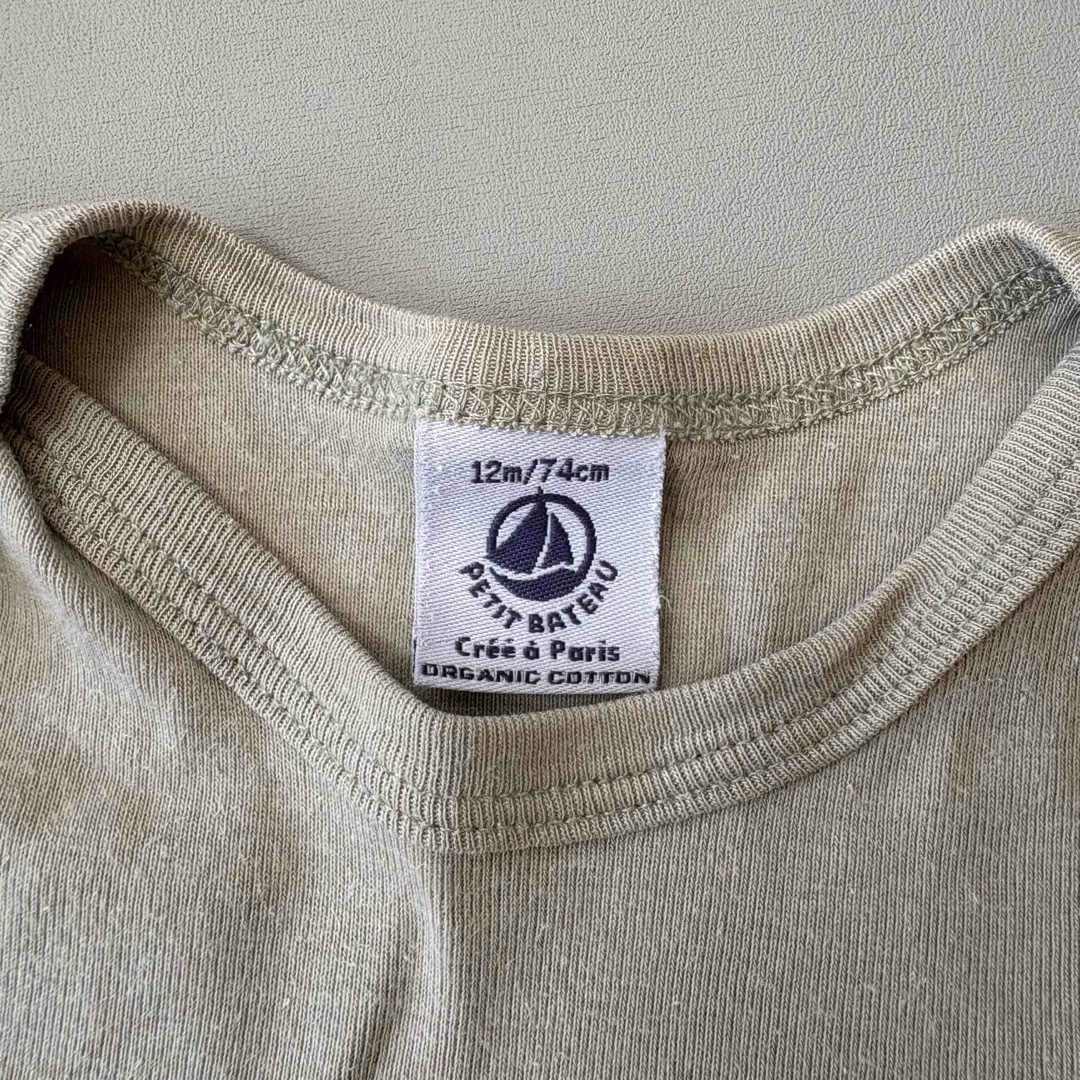 12m/74cm
PETIT BATEAU
Créé à Paris
ORGANIC COTTON